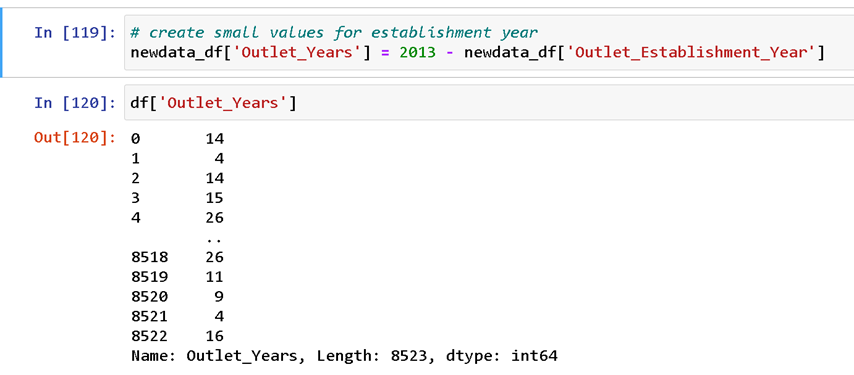 In [119]: # create small values for establishment year
newdata_df['Outlet_Years'] = 2013 - newdata_df['Outlet_Establishment_Year']
In [120]: df['Outlet_Years']
Out[120]: 0 14
1 4
2 14
3 15
4 26
..
8518 26
8519 11
8520 9
8521 4
8522 16
Name: Outlet_Years, Length: 8523, dtype: int64